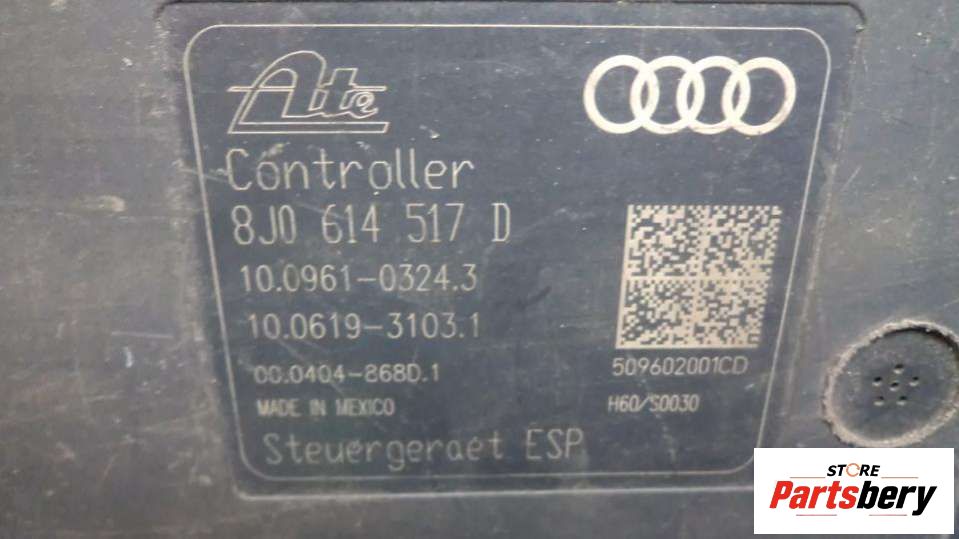 Ate
Controller
8J0 614 517 D
10.0961-0324.3
10.0619-3103.1
00.0404-868D.1
MADE IN MEXICO
Steuergeraet ESP
509602001CD
H60/S0030
STORE
Partsbery